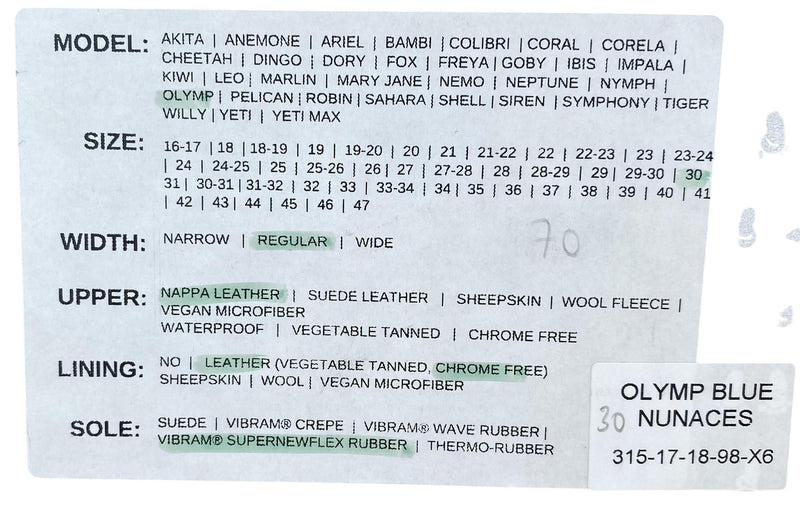 MODEL: AKITA | ANEMONE | ARIEL | BAMBI | COLIBRI | CORAL | CORELA |
CHEETAH | DINGO | DORY | FOX | FREYA | GOBY | IBIS | IMPALA |
KIWI | LEO | MARLIN | MARY JANE | NEMO | NEPTUNE | NYMPH |
OLYMP | PELICAN | ROBIN | SAHARA | SHELL | SIREN | SYMPHONY | TIGER
WILLY | YETI | YETI MAX
SIZE: 16-17 | 18 | 18-19 | 19 | 19-20 | 20 | 21 | 21-22 | 22 | 22-23 | 23 | 23-24
| 24 | 24-25 | 25 | 25-26 | 26 | 27 | 27-28 | 28 | 28-29 | 29 | 29-30 | 30
31 | 30-31 | 31-32 | 32 | 33 | 33-34 | 34 | 35 | 36 | 37 | 38 | 39 | 40 | 41
| 42 | 43 | 44 | 45 | 46 | 47
WIDTH: NARROW | REGULAR | WIDE
70
UPPER: NAPPA LEATHER | SUEDE LEATHER | SHEEPSKIN | WOOL FLEECE |
VEGAN MICROFIBER
WATERPROOF | VEGETABLE TANNED | CHROME FREE
LINING: NO | LEATHER (VEGETABLE TANNED, CHROME FREE)
SHEEPSKIN | WOOL | VEGAN MICROFIBER
SOLE: SUEDE | VIBRAM® CREPE | VIBRAM® WAVE RUBBER |
VIBRAM® SUPERNEWFLEX RUBBER | THERMO-RUBBER
OLYMP BLUE
30 NUNACES
315-17-18-98-X6